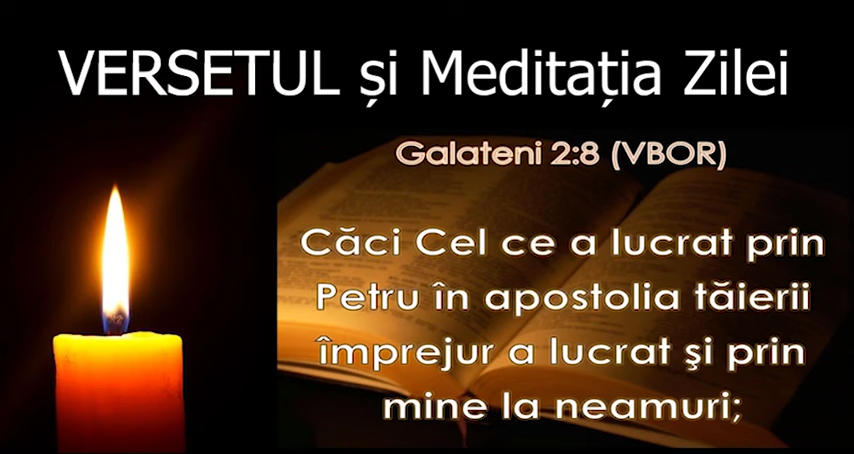 VERSETUL și Meditația Zilei
Galateni 2:8 (VBOR)
Căci Cel ce a lucrat prin
Petru în apostolia tăierii
împrejur a lucrat şi prin
mine la neamuri;